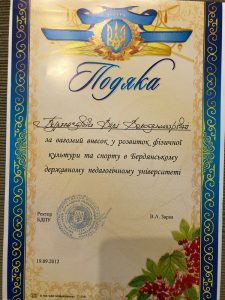 Подяка
за вагомий внесок у розвиток фізичної
культури та спорту в Бердянському
державному педагогічному університеті
Ректор
БДПУ
В.А. Зарва
19.09.2012